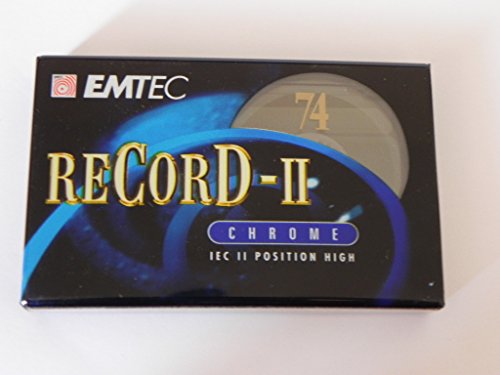 EMTEC
74
RECORD-II
CHROME
IEC II POSITION HIGH